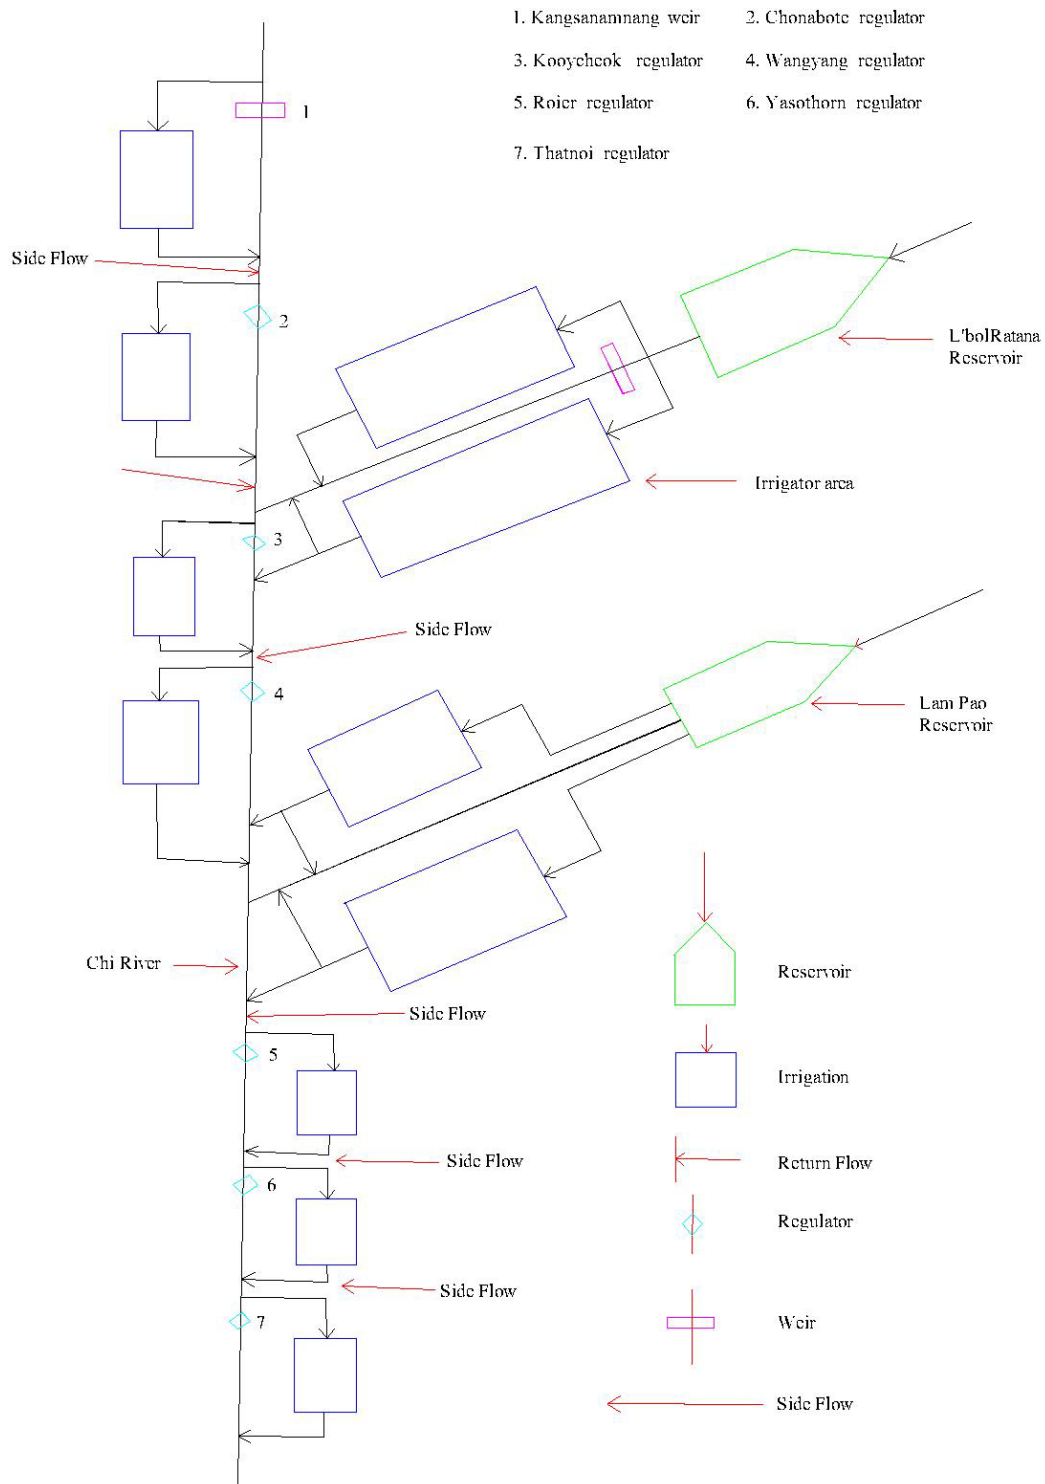 1. Kangsanamnang weir
2. Chonabote regulator
3. Kooycheok regulator
4. Wangyang regulator
5. Roier regulator
6. Yasothorn regulator
7. Thatnoi regulator
1
Side Flow
2
L'bolRatana
Reservoir
Irrigator area
3
Side Flow
4
Lam Pao
Reservoir
Chi River
Reservoir
Side Flow
5
Irrigation
Side Flow
Return Flow
6
Regulator
Side Flow
7
Weir
Side Flow